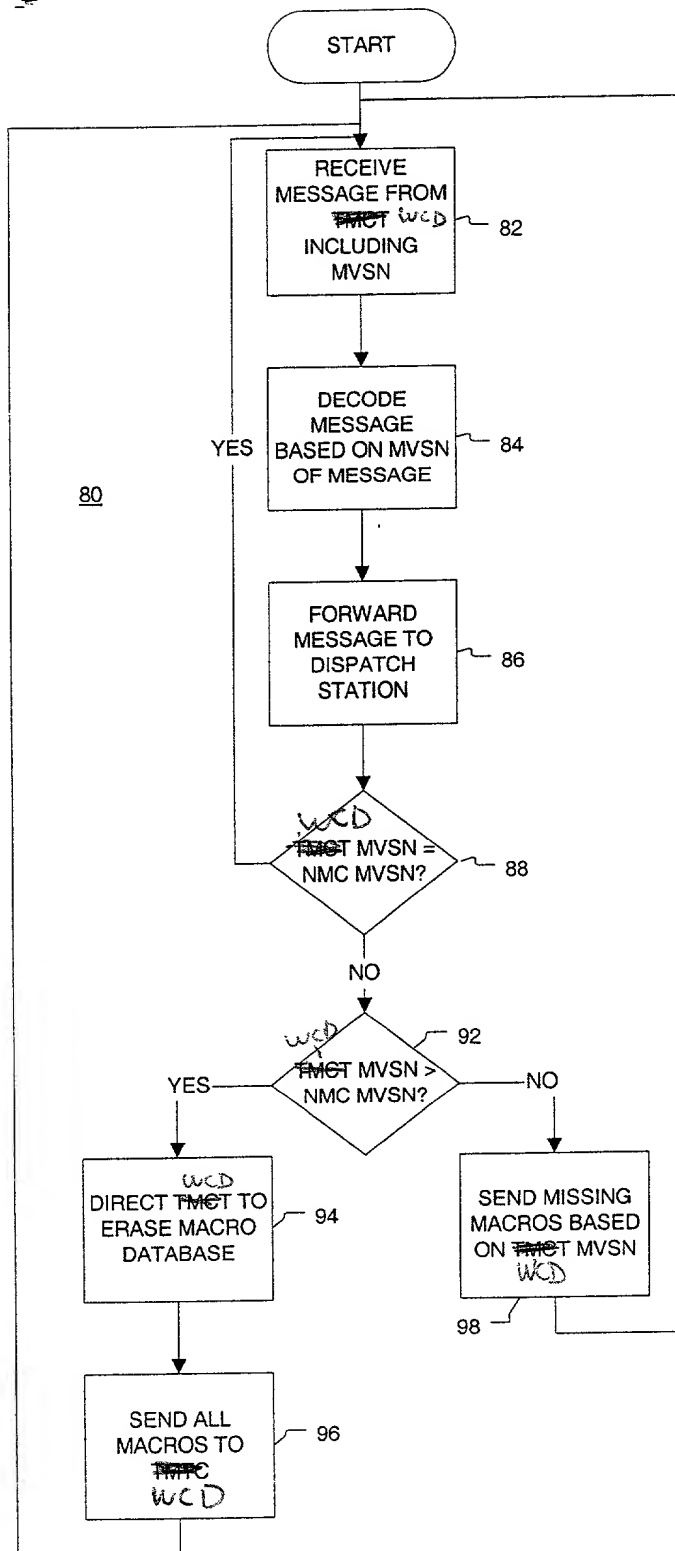 START
RECEIVE
MESSAGE FROM
TMCT WCD
INCLUDING
MVSN
82
DECODE
MESSAGE
BASED ON MVSN
OF MESSAGE
84
YES
80
FORWARD
MESSAGE TO
DISPATCH
STATION
86
WCD
TMCT MVSN =
NMC MVSN?
88
NO
WCD
TMCT MVSN >
NMC MVSN?
92
YES
NO
WCD
DIRECT TMCT TO
ERASE MACRO
DATABASE
94
SEND MISSING
MACROS BASED
ON TMCT MVSN
WCD
98
SEND ALL
MACROS TO
TMTC
WCD
96